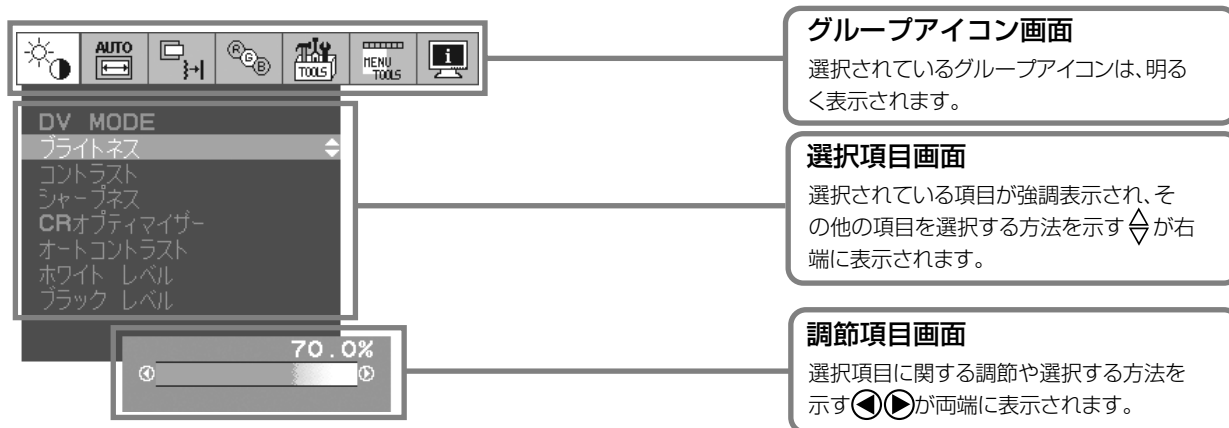 AUTO
RGB
TOOLS
MENU
TOOLS
i
DV MODE
ブライトネス
コントラスト
シャープネス
CRオプティマイザー
オートコントラスト
ホワイト レベル
ブラック レベル
70.0%
グループアイコン画面
選択されているグループアイコンは、明る
く表示されます。
選択項目画面
選択されている項目が強調表示され、そ
の他の項目を選択する方法を示す が右
端に表示されます。
調節項目画面
選択項目に関する調節や選択する方法を
示す◀▶が両端に表示されます。